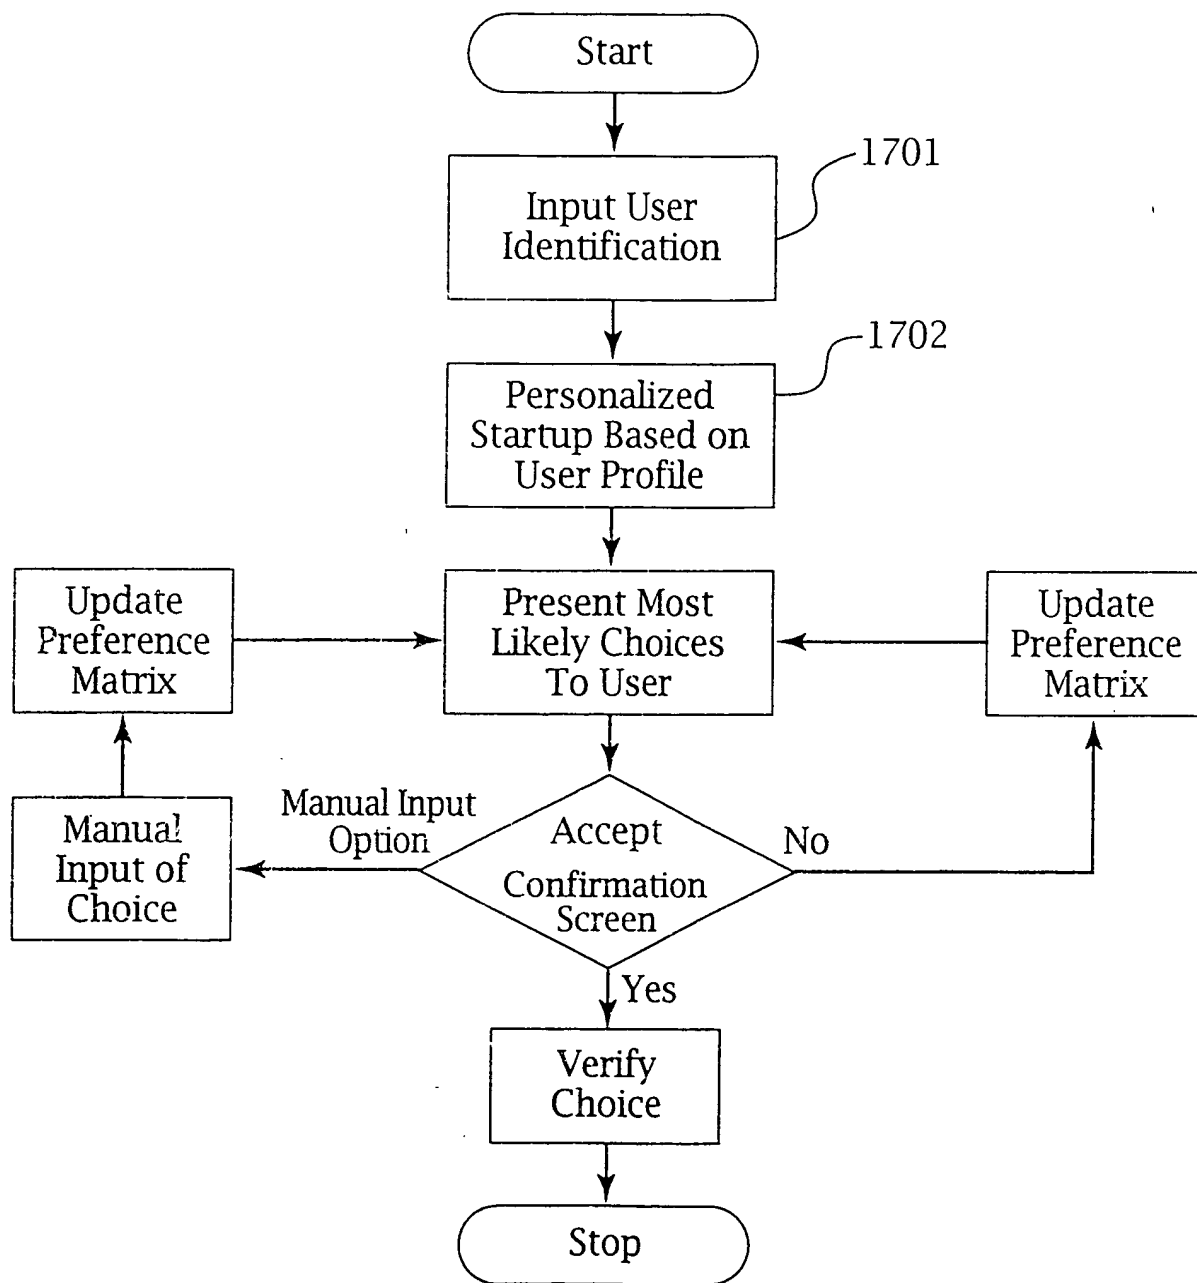 Start
1701
Input User
Identification
1702
Personalized
Startup Based on
User Profile
Update
Preference
Matrix
Present Most
Likely Choices
To User
Update
Preference
Matrix
Manual Input
Option
Manual
Input of
Choice
Accept
Confirmation
Screen
No
Yes
Verify
Choice
Stop